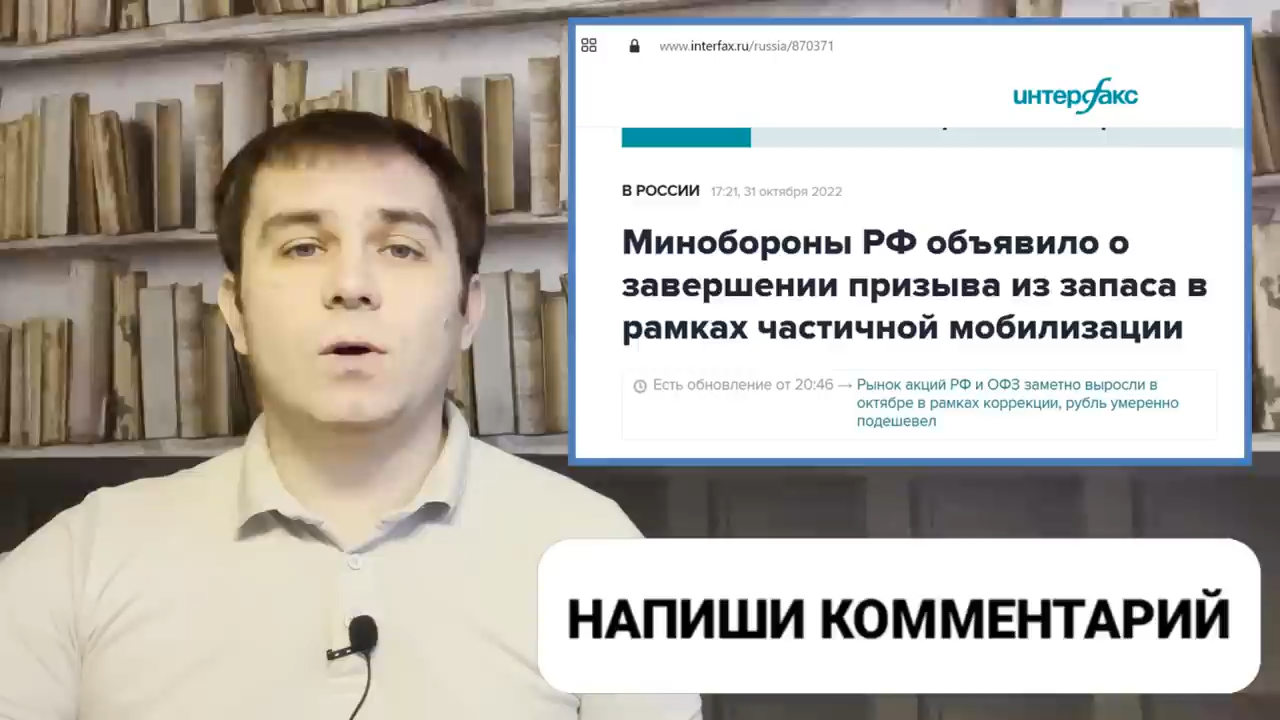 www.interfax.ru/russia/870371
интерфакс
В РОССИИ 17:21, 31 октября 2022
Минобороны РФ объявило о
завершении призыва из запаса в
рамках частичной мобилизации
Есть обновление от 20:46 → Рынок акций РФ и ОФЗ заметно выросли в
октябре в рамках коррекции, рубль умеренно
подешевел
НАПИШИ КОММЕНТАРИЙ